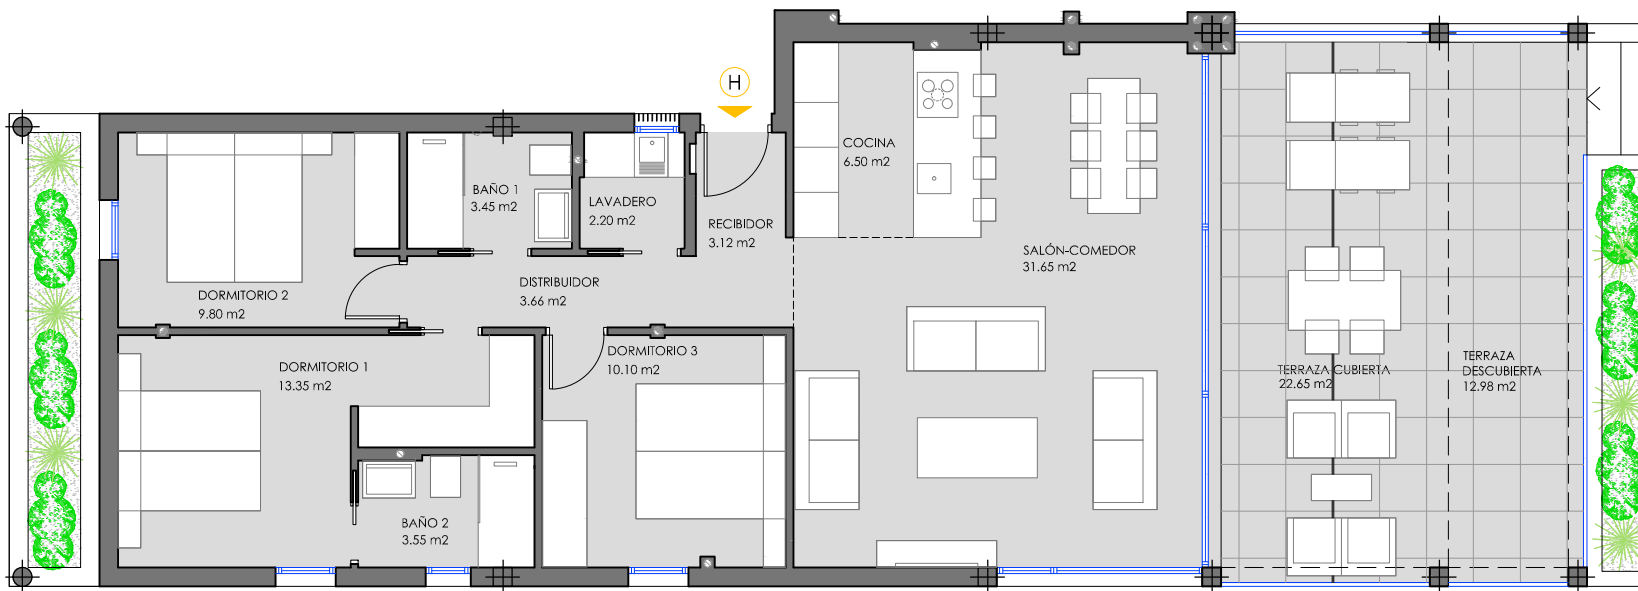 H
COCINA
6.50 m2
BAÑO 1
3.45 m2
LAVADERO
2.20 m2
RECIBIDOR
3.12 m2
SALÓN-COMEDOR
31.65 m2
DISTRIBUIDOR
3.66 m2
DORMITORIO 2
9.80 m2
DORMITORIO 1
13.35 m2
DORMITORIO 3
10.10 m2
TERRAZA CUBIERTA
22.65 m2
TERRAZA
DESCUBIERTA
12.98 m2
BAÑO 2
3.55 m2